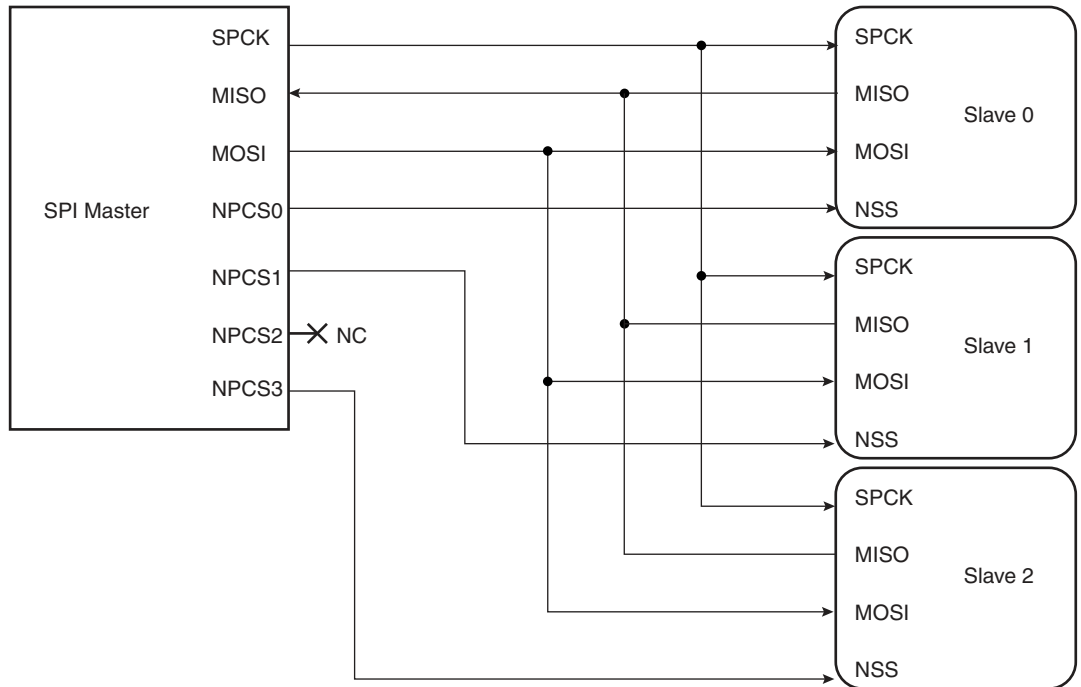 SPI Master
SPCK
MISO
MOSI
NPCS0
NPCS1
NPCS2
NC
NPCS3
SPCK
MISO
Slave 0
MOSI
NSS
SPCK
MISO
Slave 1
MOSI
NSS
SPCK
MISO
Slave 2
MOSI
NSS